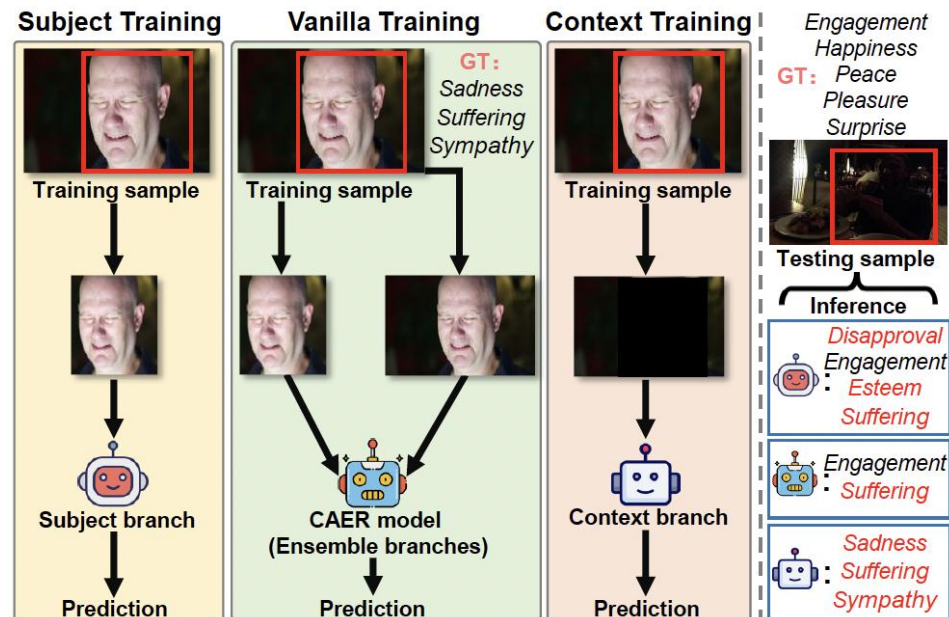 Subject Training
Training sample
Subject branch
Prediction
Vanilla Training
GT:
Sadness
Suffering
Sympathy
Training sample
CAER model
(Ensemble branches)
Prediction
Context Training
Training sample
Context branch
Prediction
Engagement
Happiness
GT: Peace
Pleasure
Surprise
Testing sample
Inference
Disapproval
: Engagement
Esteem
Suffering
: Engagement
Suffering
Sadness
: Suffering
Sympathy